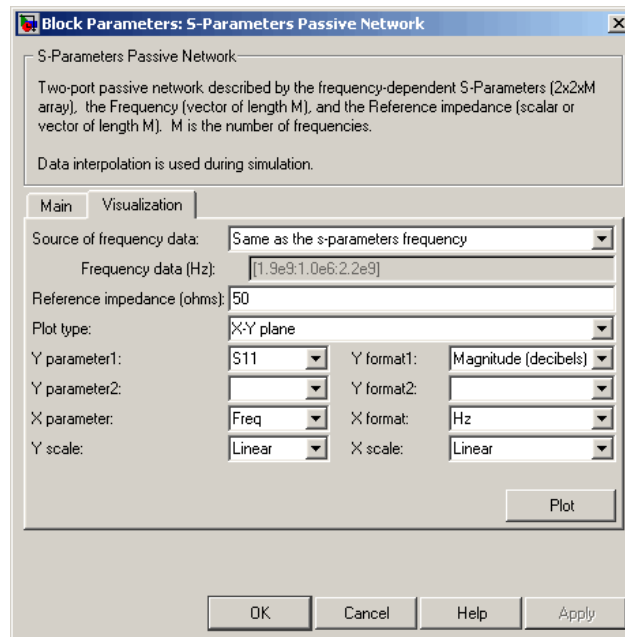 Block Parameters: S-Parameters Passive Network
S-Parameters Passive Network
Two-port passive network described by the frequency-dependent S-Parameters (2x2xM
array), the Frequency (vector of length M), and the Reference impedance (scalar or
vector of length M). M is the number of frequencies.
Data interpolation is used during simulation.
Main Visualization
Source of frequency data: Same as the s-parameters frequency
Frequency data (Hz): [1.9e9:1.0e6:2.2e9]
Reference impedance (ohms): 50
Plot type: X-Y plane
Y parameter1: S11 Y format1: Magnitude (decibels)
Y parameter2: Y format2:
X parameter: Freq X format: Hz
Y scale: Linear X scale: Linear
Plot
OK Cancel Help Apply